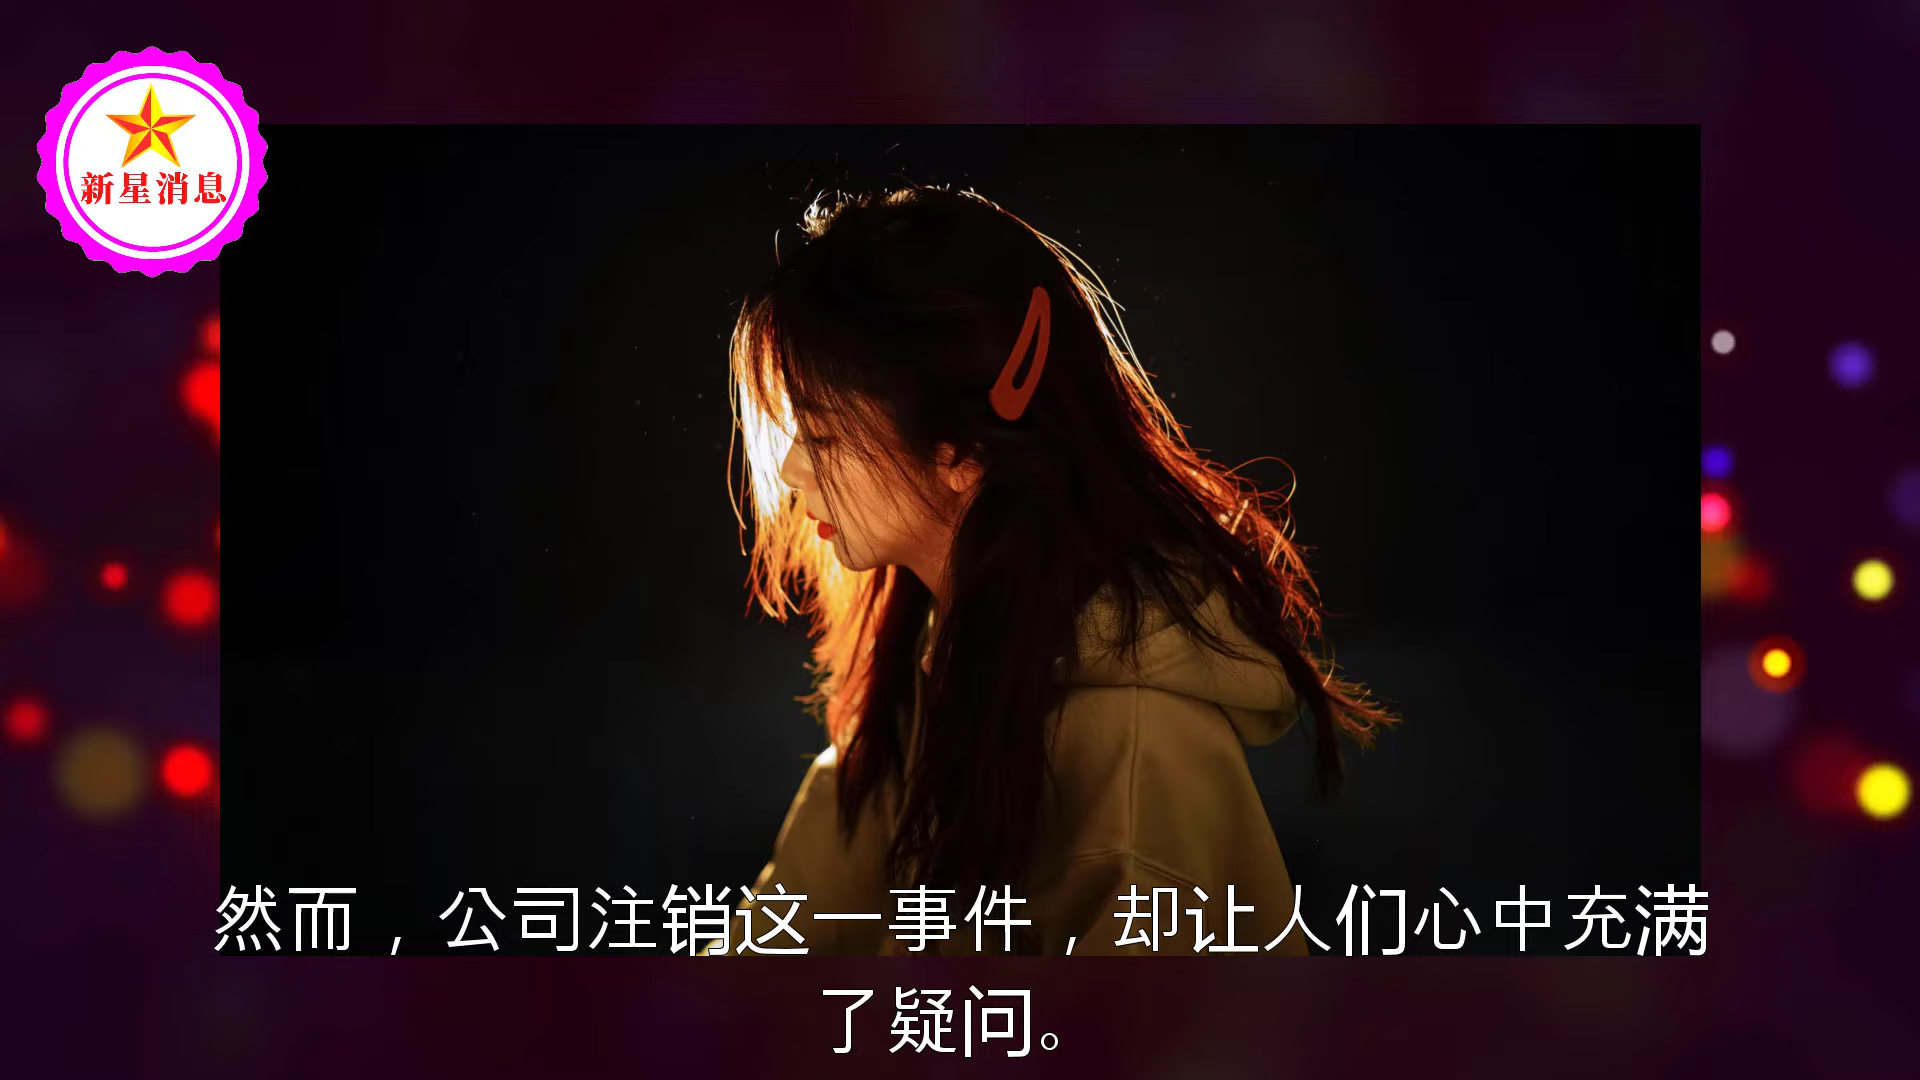 新星消息
然而，公司注销这一事件，却让人们心中充满
了疑问。